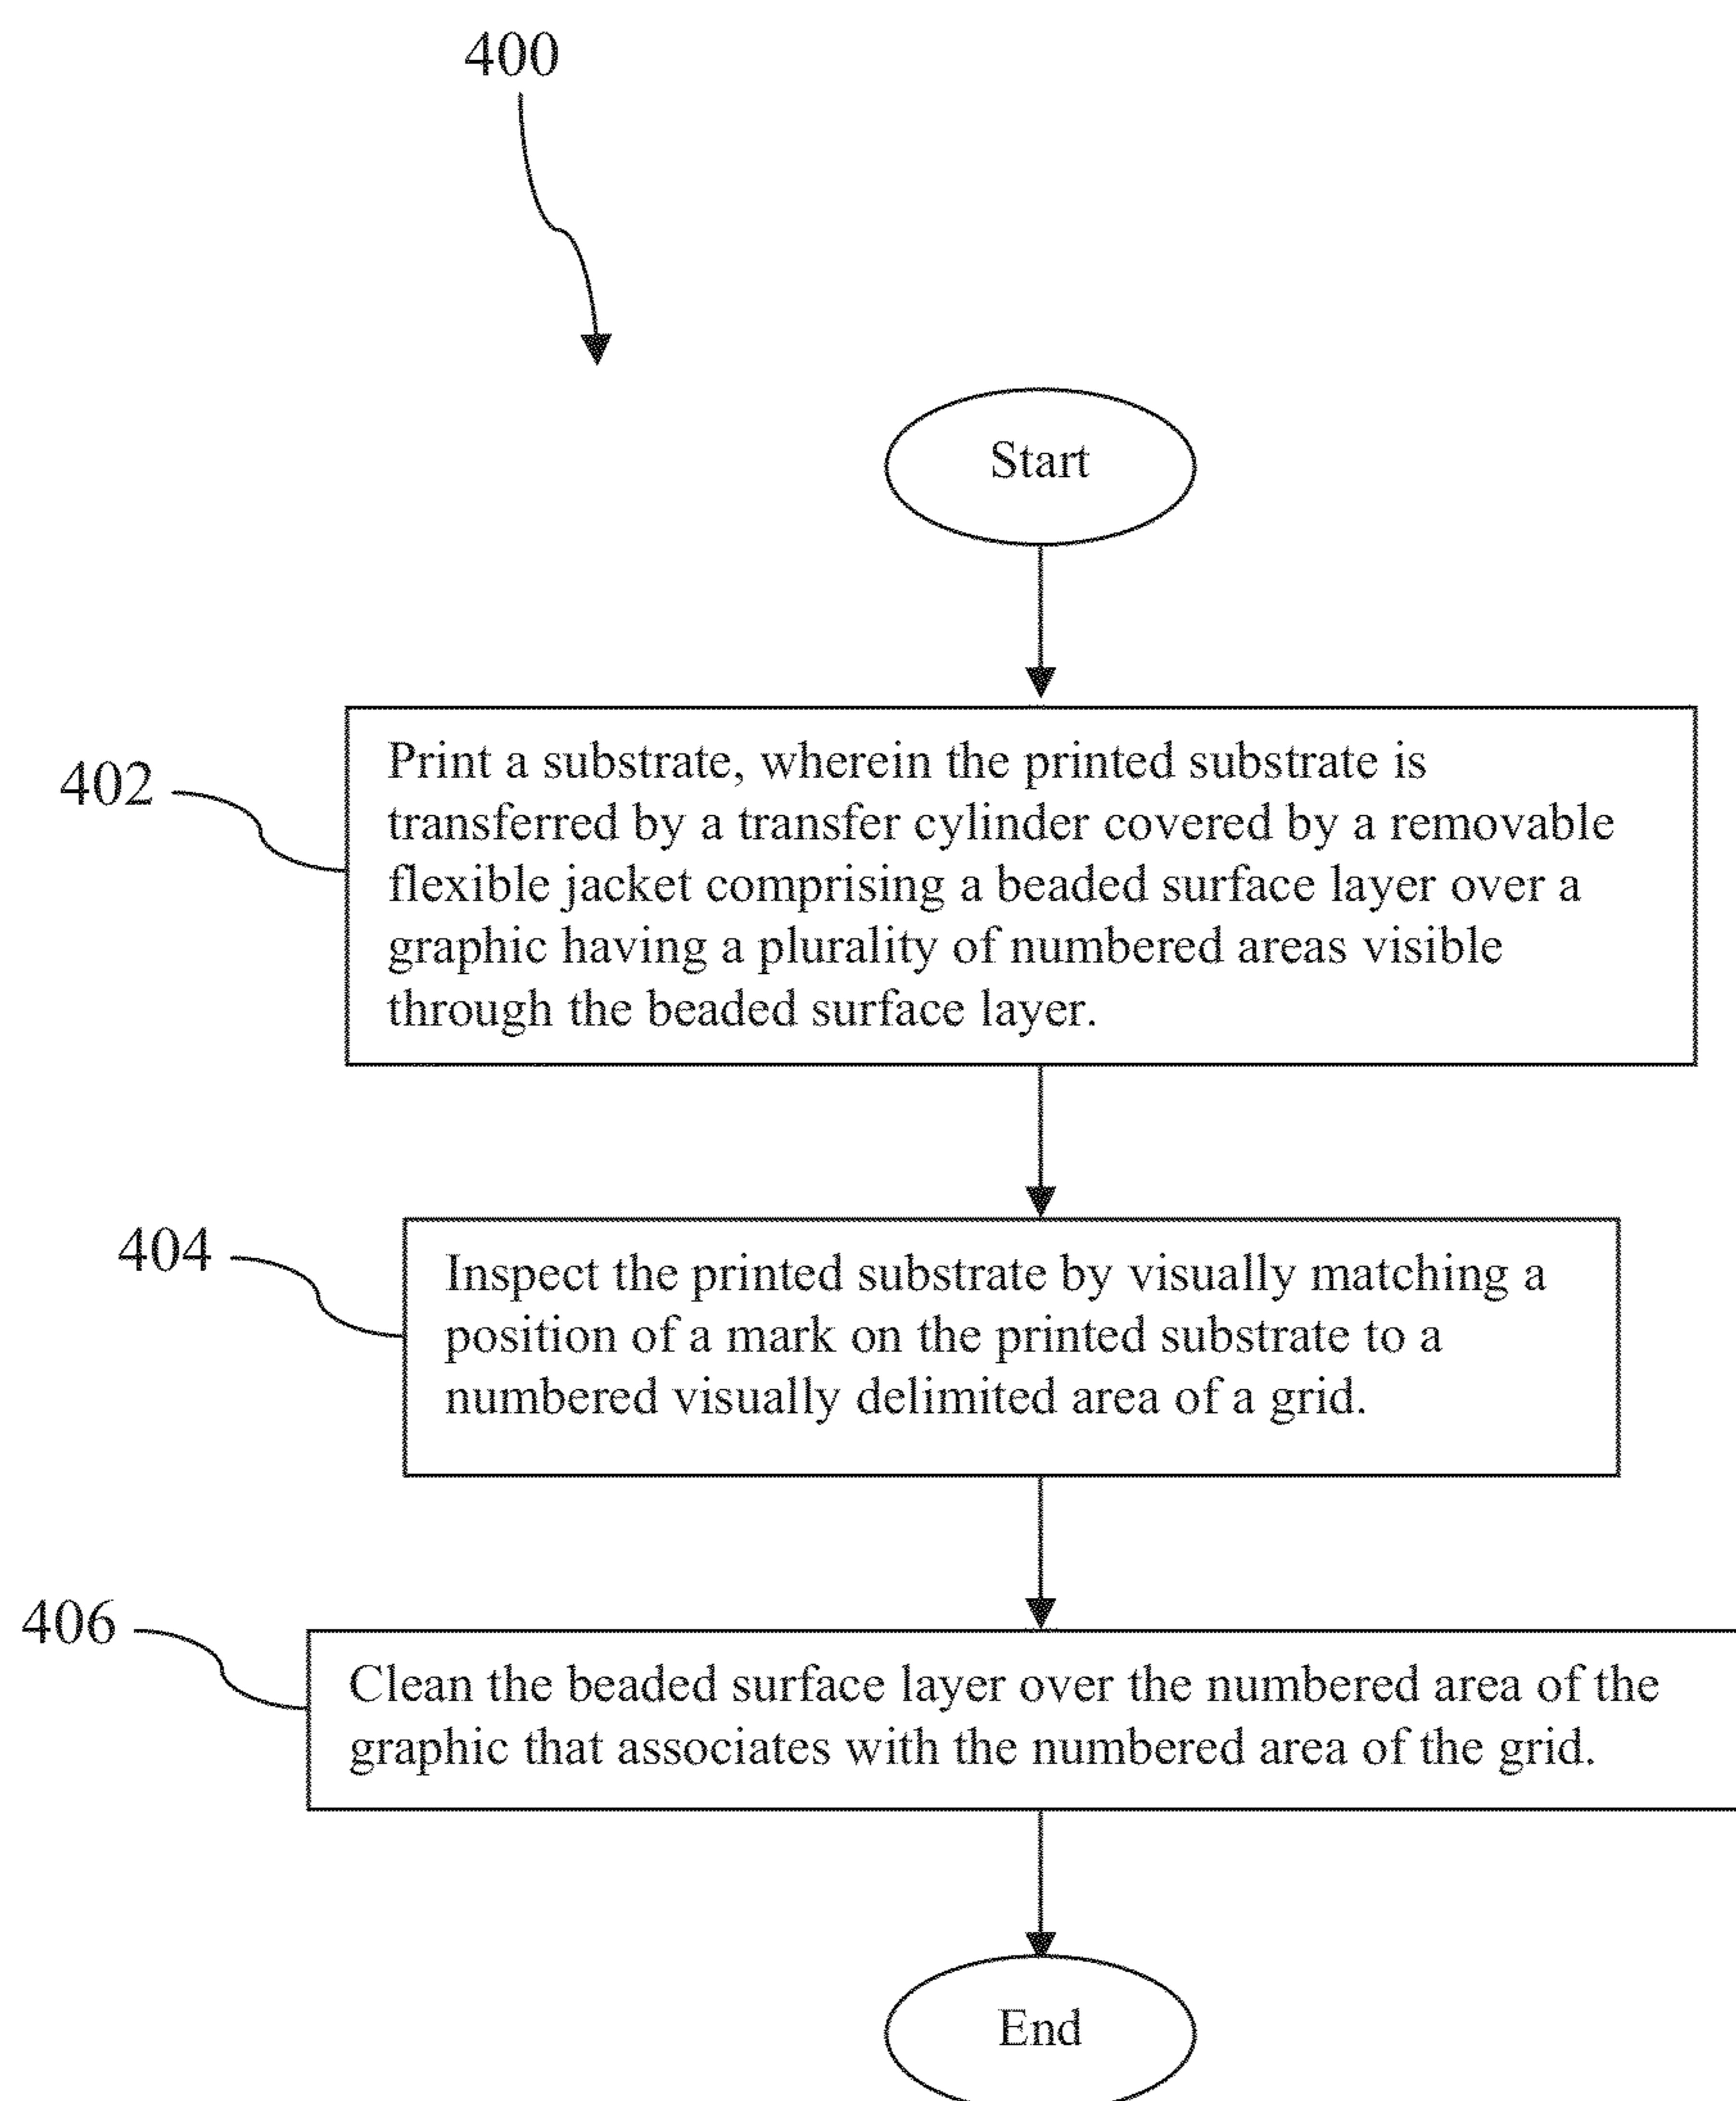 400
Start
402
Print a substrate, wherein the printed substrate is
transferred by a transfer cylinder covered by a removable
flexible jacket comprising a beaded surface layer over a
graphic having a plurality of numbered areas visible
through the beaded surface layer.
404
Inspect the printed substrate by visually matching a
position of a mark on the printed substrate to a
numbered visually delimited area of a grid.
406
Clean the beaded surface layer over the numbered area of the
graphic that associates with the numbered area of the grid.
End